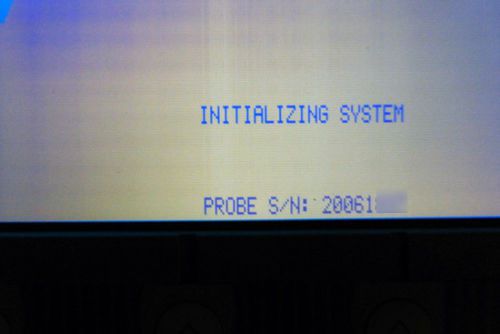 INITIALIZING SYSTEM
PROBE S/N: 20061